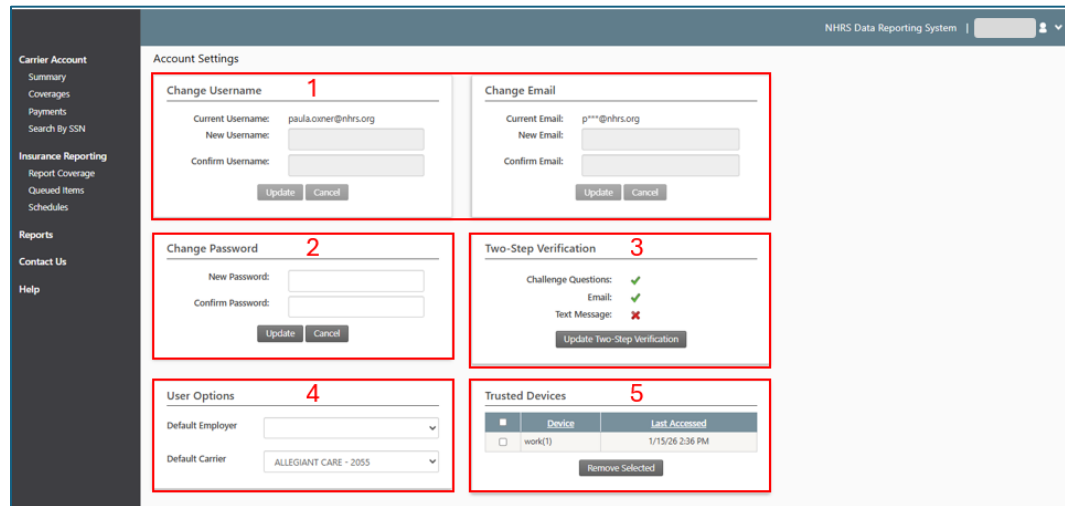 NHRS Data Reporting System |
Carrier Account
Summary
Coverages
Payments
Search By SSN
Insurance Reporting
Report Coverage
Queued Items
Schedules
Reports
Contact Us
Help
Account Settings
1
Change Username
Current Username: paula.oxner@nhrs.org
New Username:
Confirm Username:
Update Cancel
Change Email
Current Email: p***@nhrs.org
New Email:
Confirm Email:
Update Cancel
2
Change Password
New Password:
Confirm Password:
Update Cancel
3
Two-Step Verification
Challenge Questions:
Email:
Text Message:
Update Two-Step Verification
4
User Options
Default Employer
Default Carrier ALLEGIANT CARE - 2055
5
Trusted Devices
Device Last Accessed
work(1) 1/15/26 2:36 PM
Remove Selected